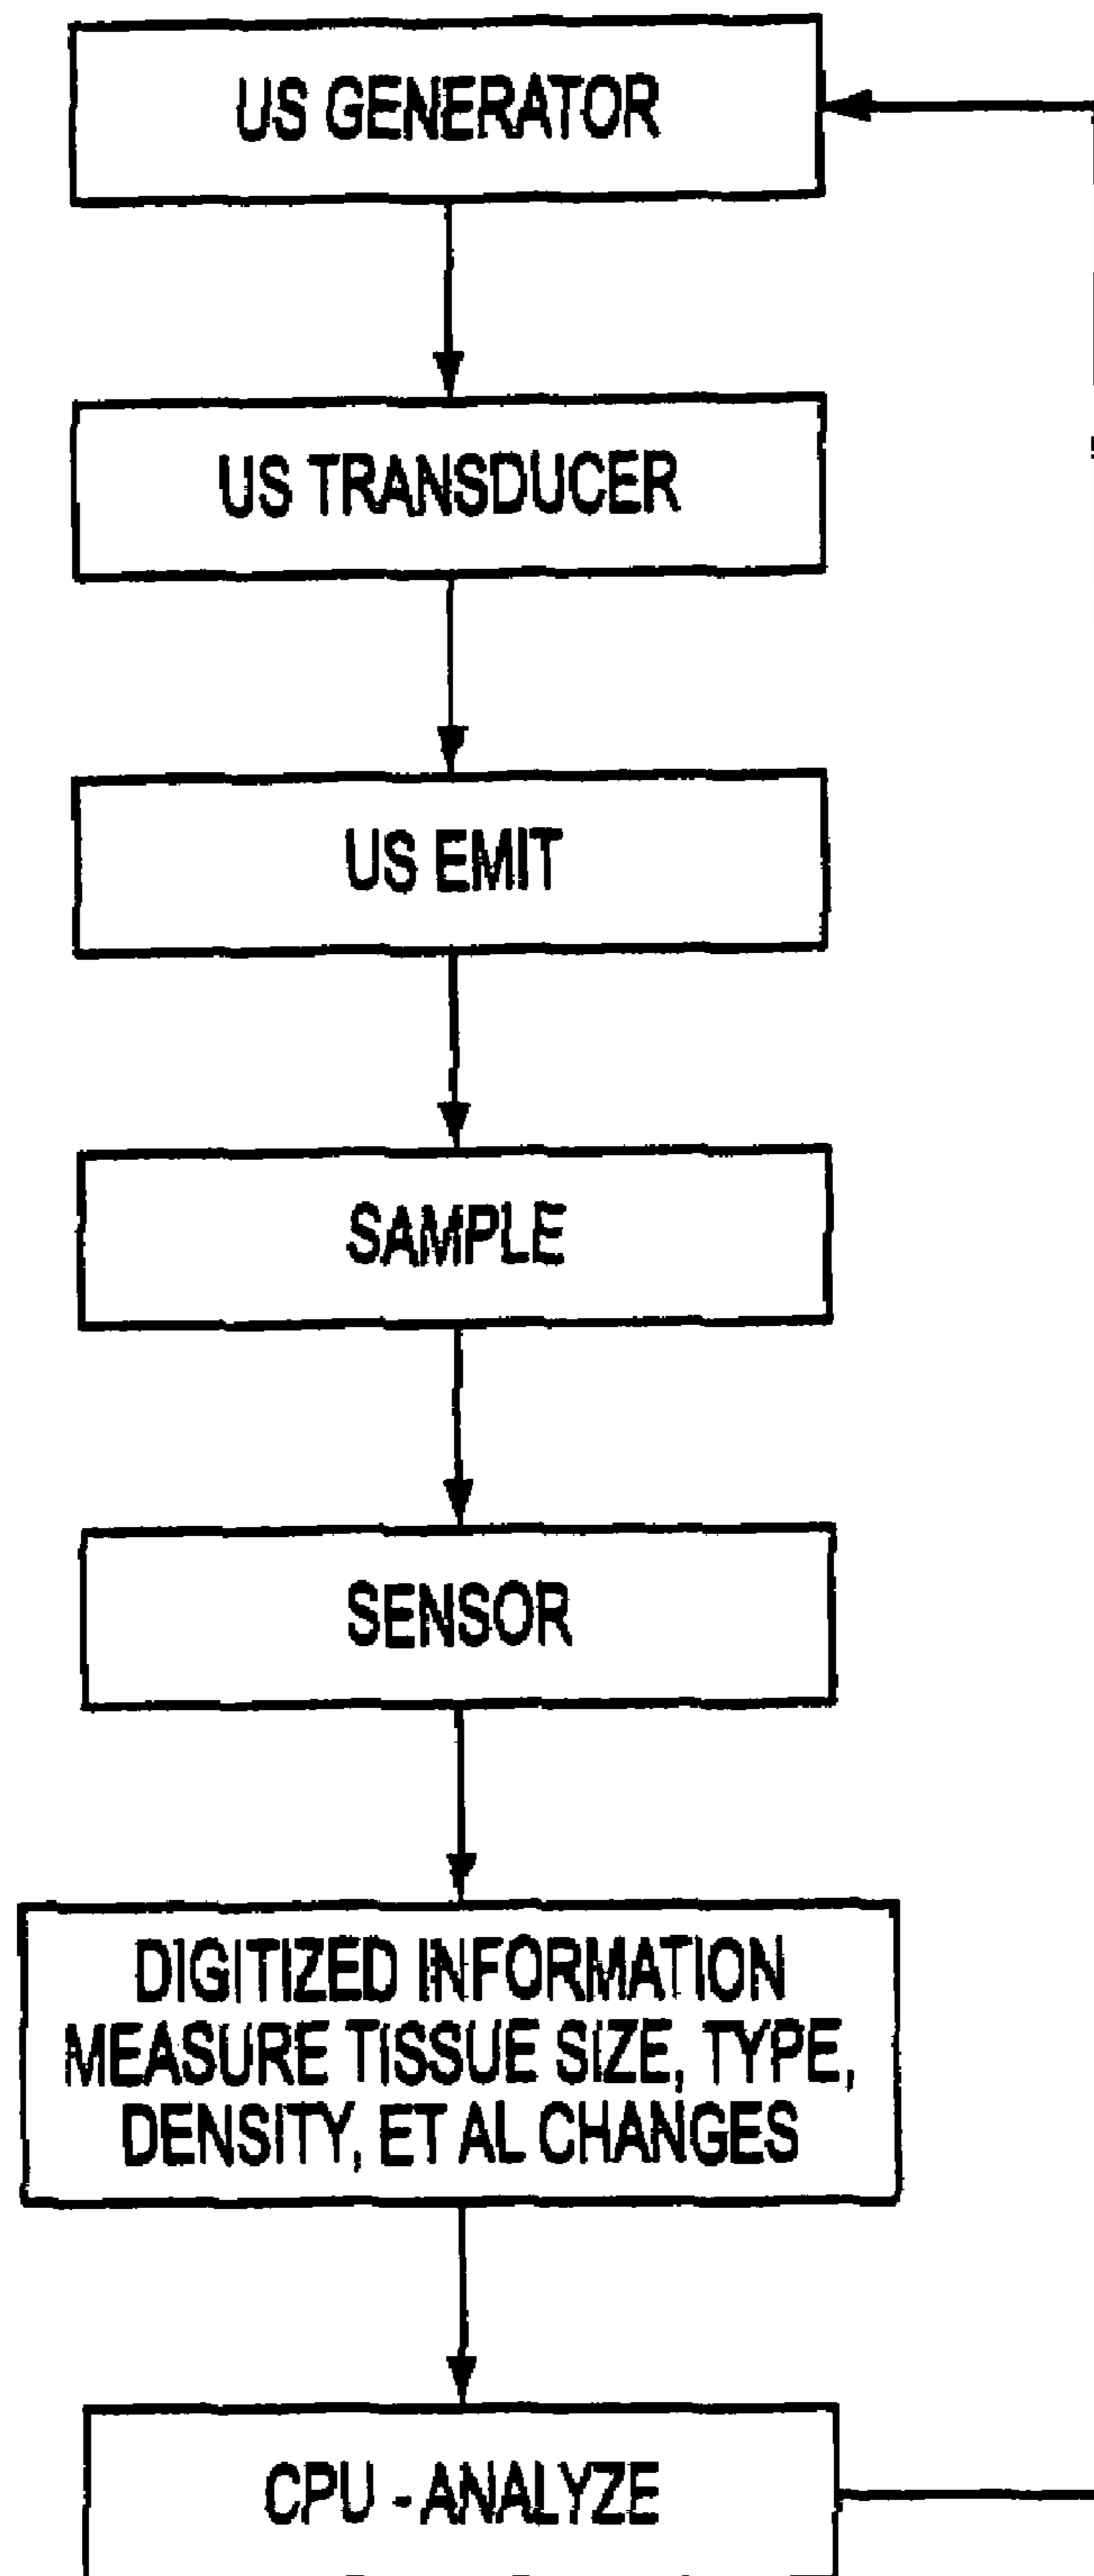 US GENERATOR
US TRANSDUCER
US EMIT
SAMPLE
SENSOR
DIGITIZED INFORMATION
MEASURE TISSUE SIZE, TYPE,
DENSITY, ET AL CHANGES
CPU - ANALYZE